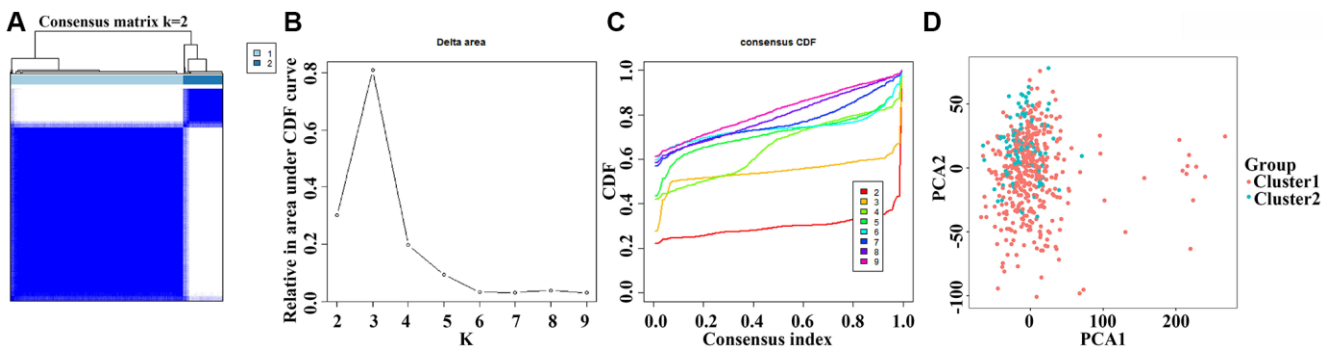 A
Consensus matrix k=2
1
2
B
Delta area
Relative in area under CDF curve
0.0
0.2
0.4
0.6
0.8
2 3 4 5 6 7 8 9
K
C
consensus CDF
CDF
0.0
0.2
0.4
0.6
0.8
1.0
0.0 0.2 0.4 0.6 0.8 1.0
Consensus index
2
3
4
5
6
7
8
9
D
PCA2
50
0
-50
-100
0 100 200
PCA1
Group
Cluster1
Cluster2